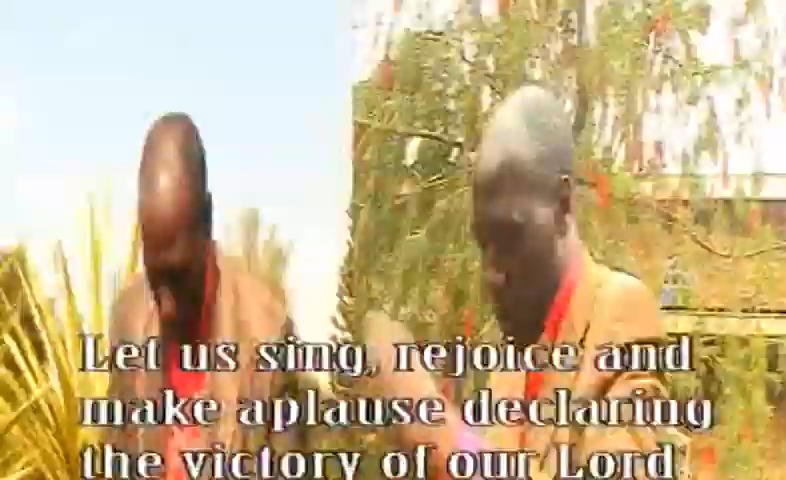 Let us sing, rejoice and
make aplause declaring
the victory of our Lord